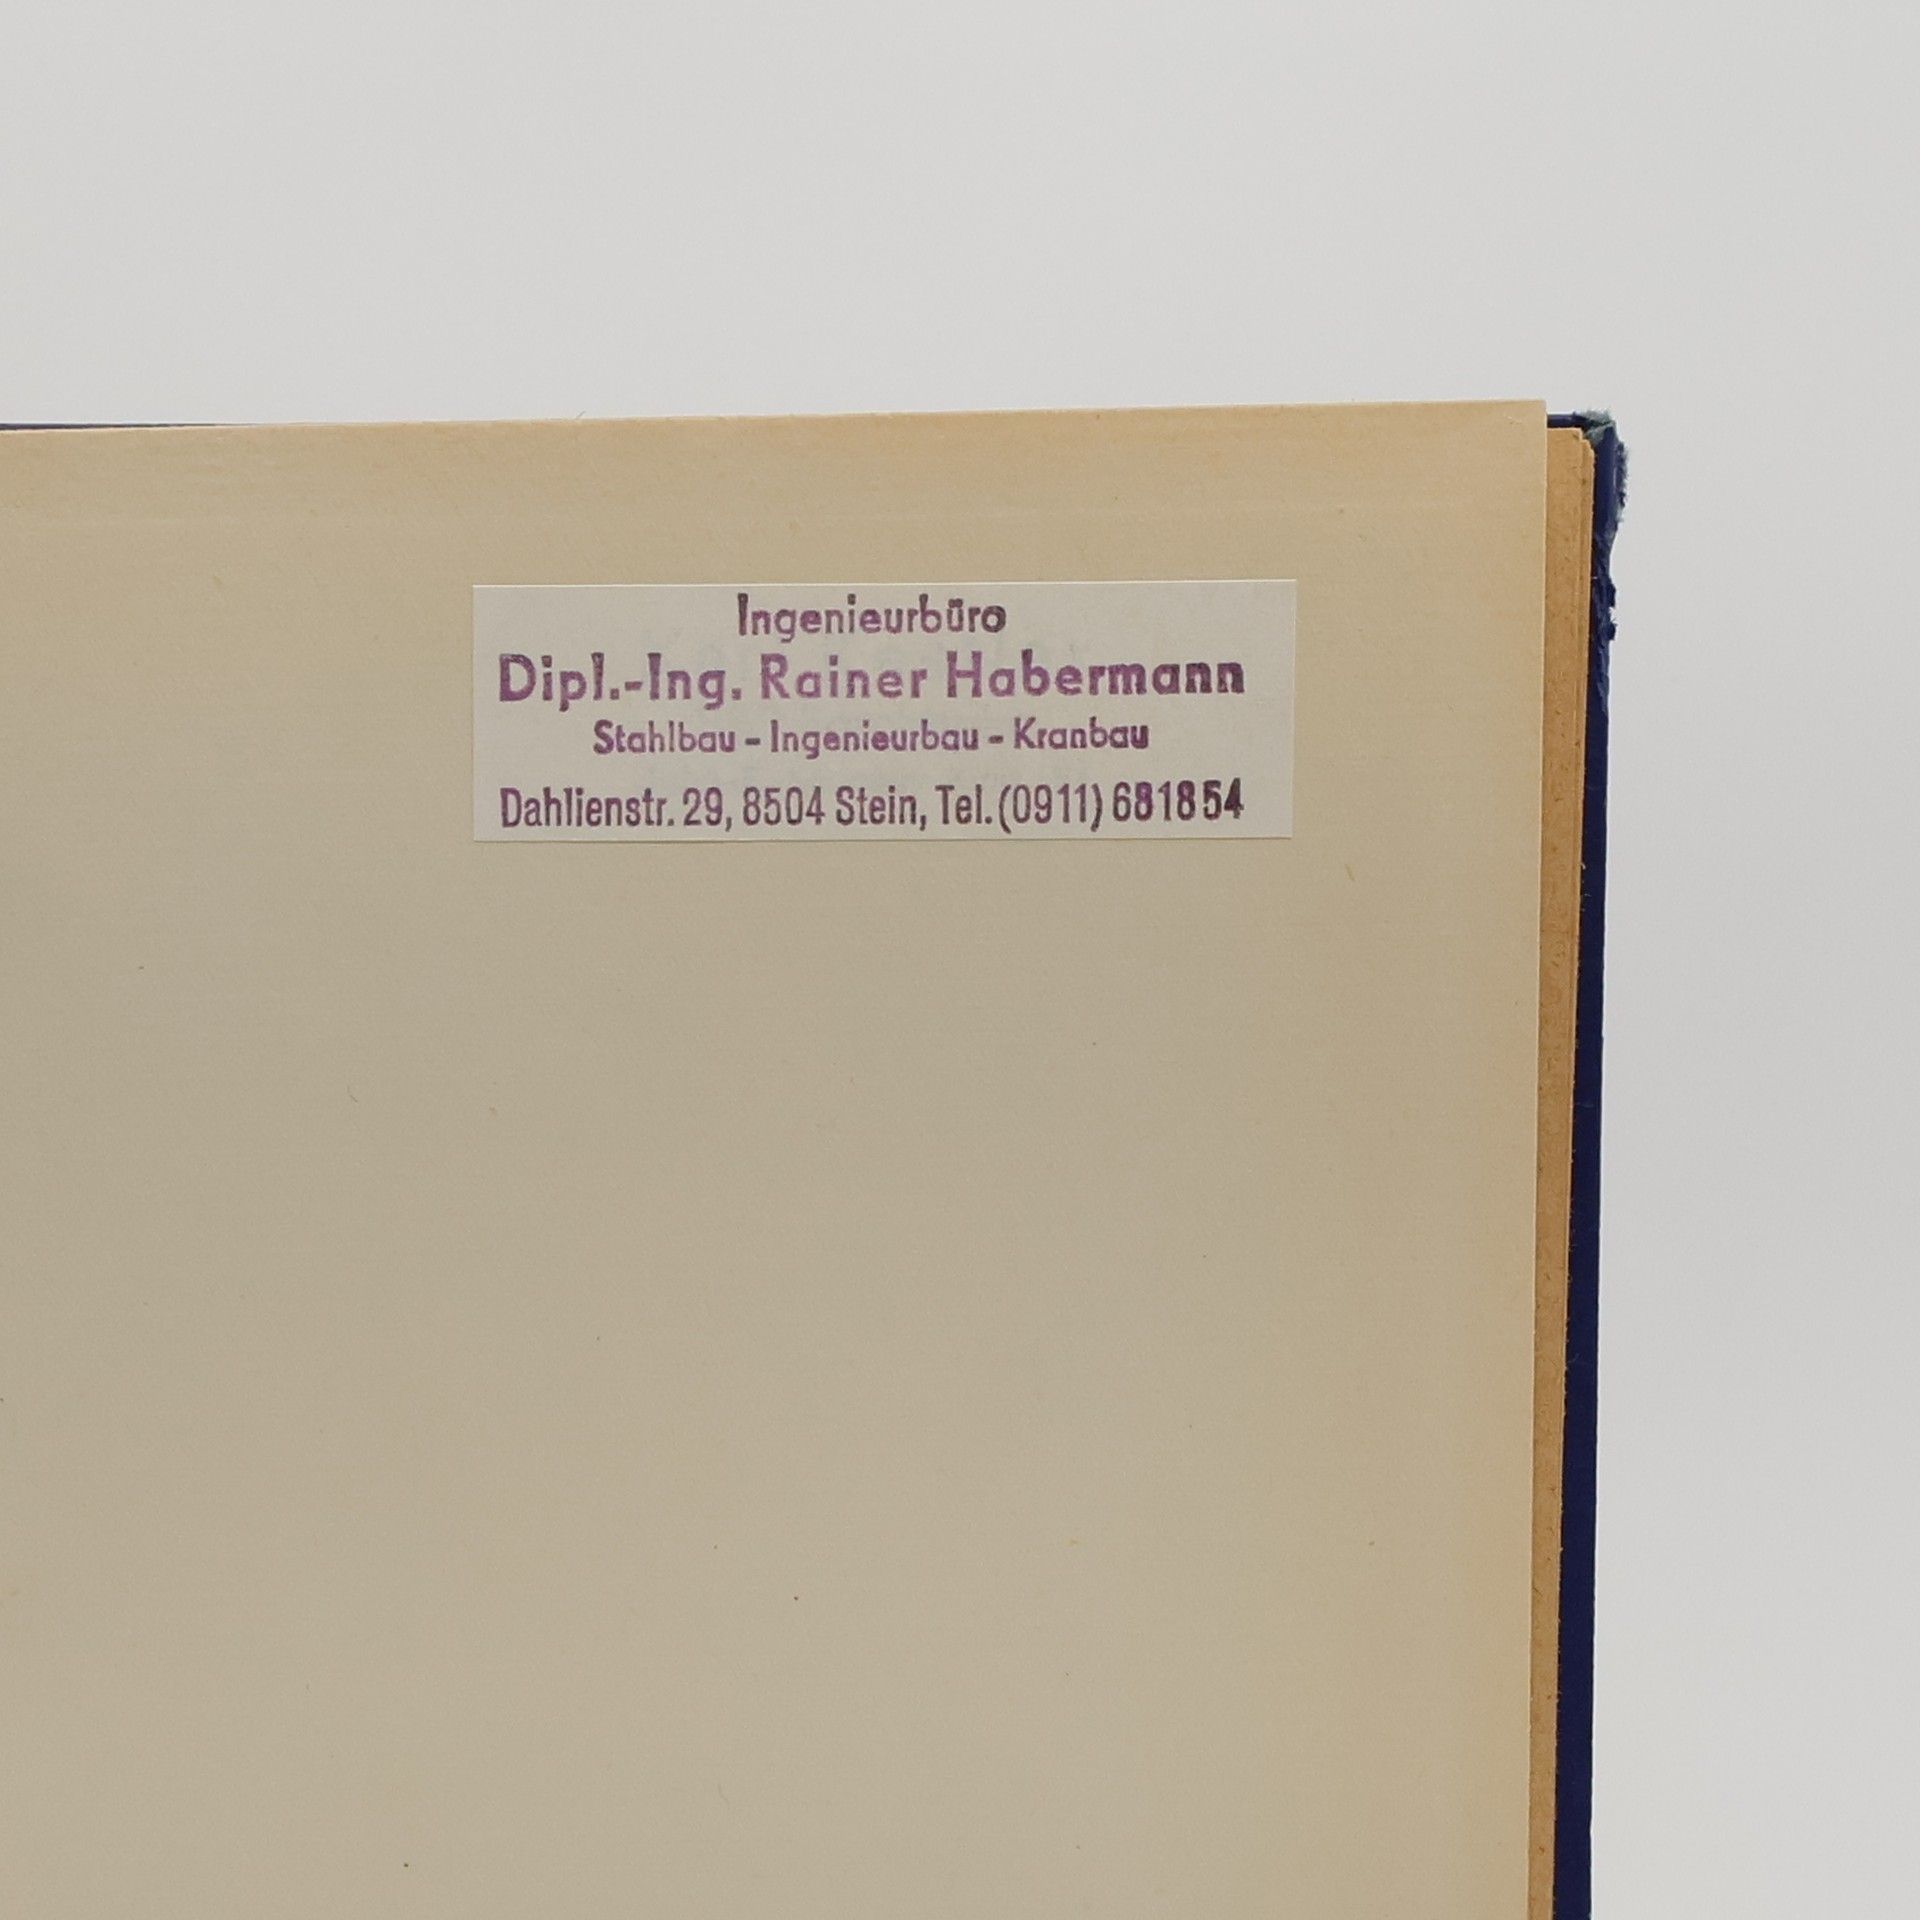 Ingenieurbüro
Dipl.-Ing. Rainer Habermann
Stahlbau - Ingenieurbau - Kranbau
Dahlienstr. 29, 8504 Stein, Tel. (0911) 681854